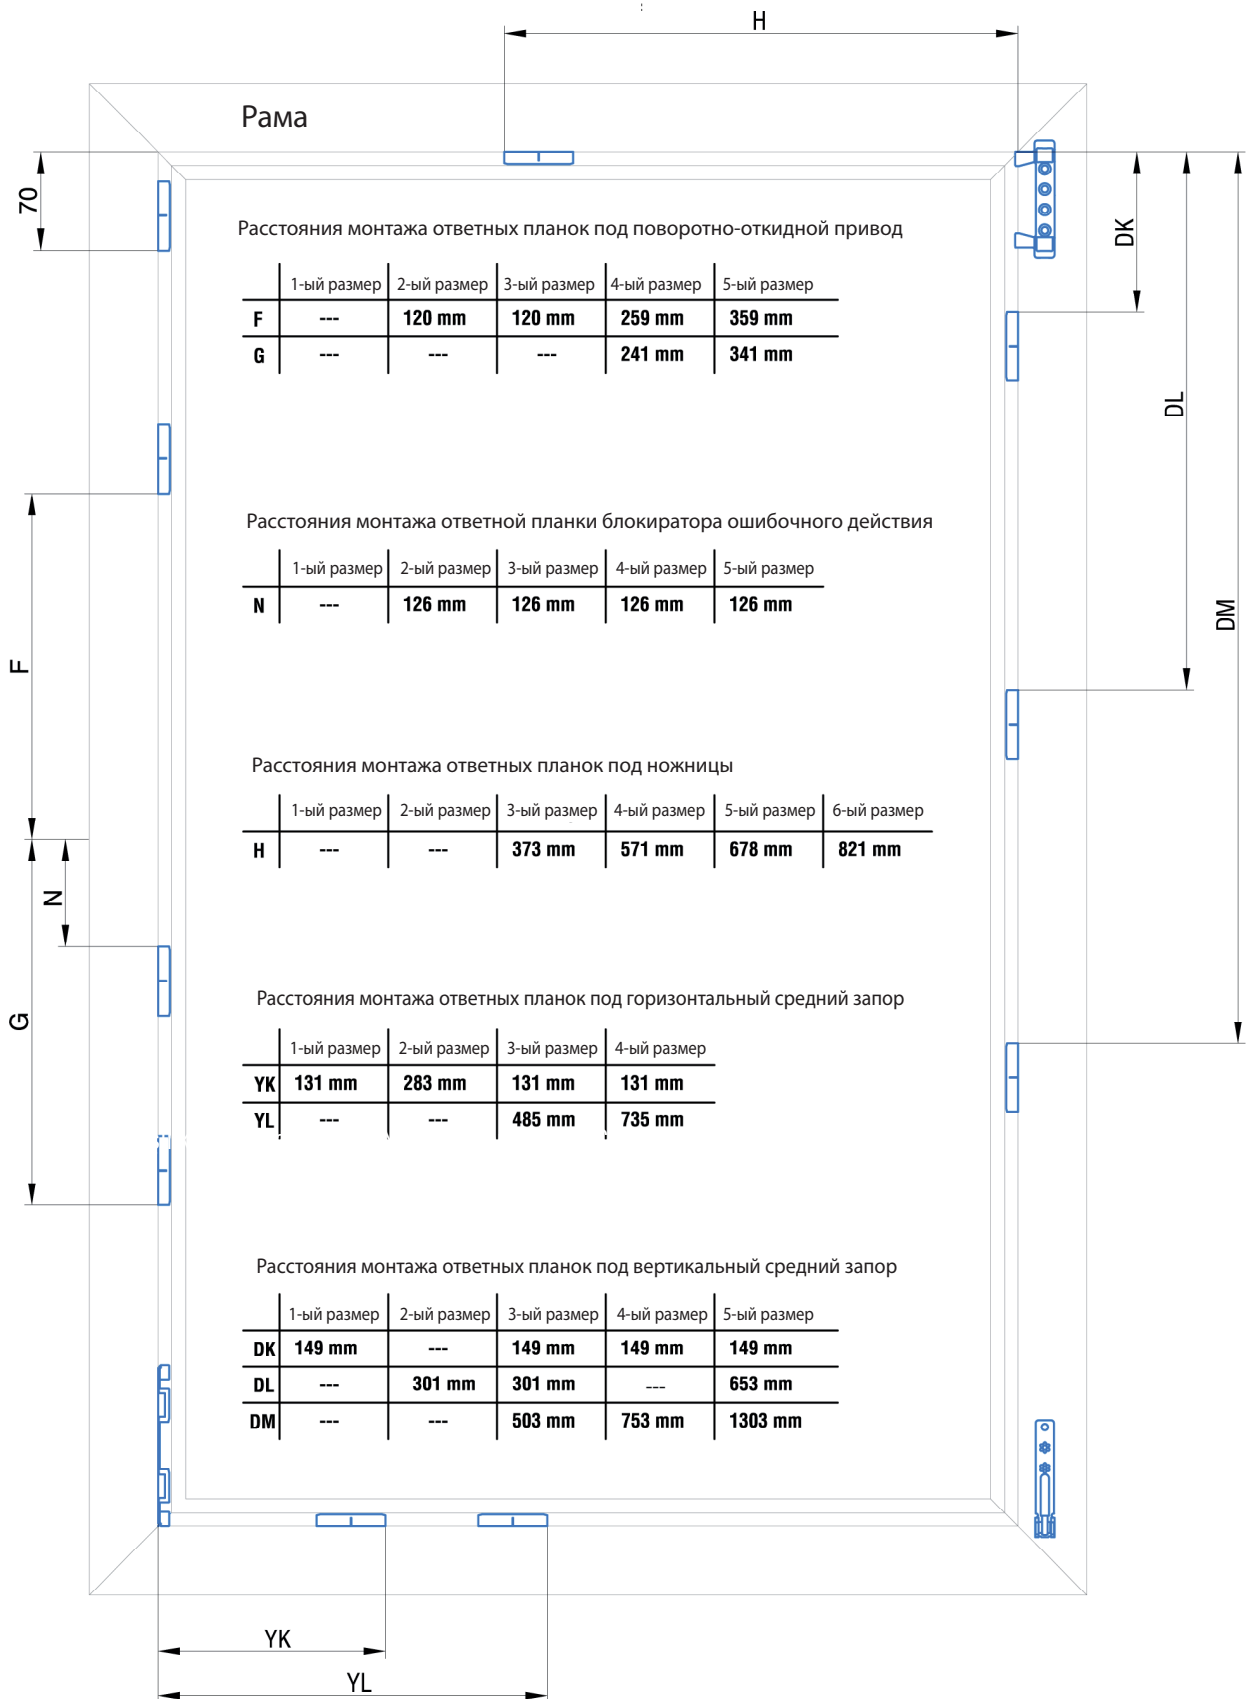 H
Рама
70
DK
Расстояния монтажа ответных планок под поворотно-откидной привод
1-ый размер 2-ый размер 3-ый размер 4-ый размер 5-ый размер
F --- 120 mm 120 mm 259 mm 359 mm
G --- --- --- 241 mm 341 mm
DL
Расстояния монтажа ответной планки блокиратора ошибочного действия
1-ый размер 2-ый размер 3-ый размер 4-ый размер 5-ый размер
N --- 126 mm 126 mm 126 mm 126 mm
DM
F
Расстояния монтажа ответных планок под ножницы
1-ый размер 2-ый размер 3-ый размер 4-ый размер 5-ый размер 6-ый размер
H --- --- 373 mm 571 mm 678 mm 821 mm
N
G
Расстояния монтажа ответных планок под горизонтальный средний запор
1-ый размер 2-ый размер 3-ый размер 4-ый размер
YK 131 mm 283 mm 131 mm 131 mm
YL --- --- 485 mm 735 mm
Расстояния монтажа ответных планок под вертикальный средний запор
1-ый размер 2-ый размер 3-ый размер 4-ый размер 5-ый размер
DK 149 mm --- 149 mm 149 mm 149 mm
DL --- 301 mm 301 mm --- 653 mm
DM --- --- 503 mm 753 mm 1303 mm
YK
YL